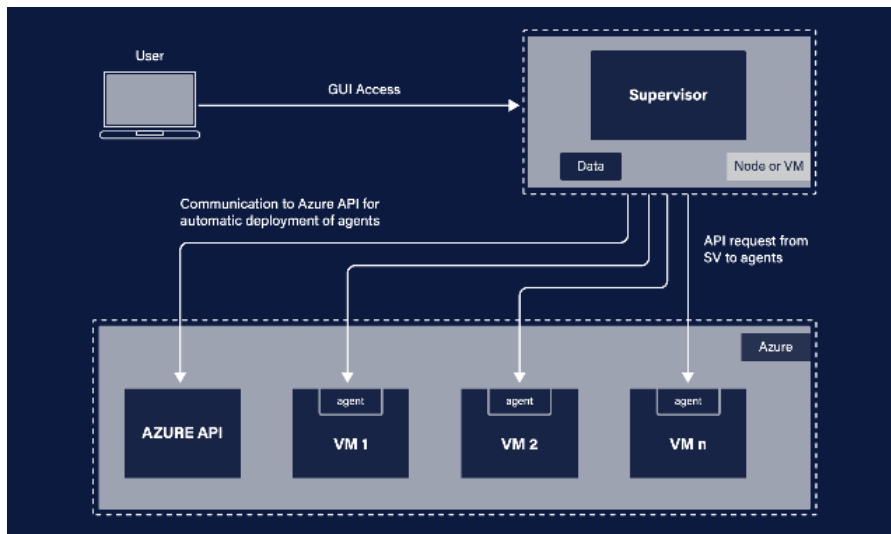 User
GUI Access
Supervisor
Data
Node or VM
Communication to Azure API for
automatic deployment of agents
API request from
SV to agents
Azure
AZURE API
agent
VM 1
agent
VM 2
agent
VM n